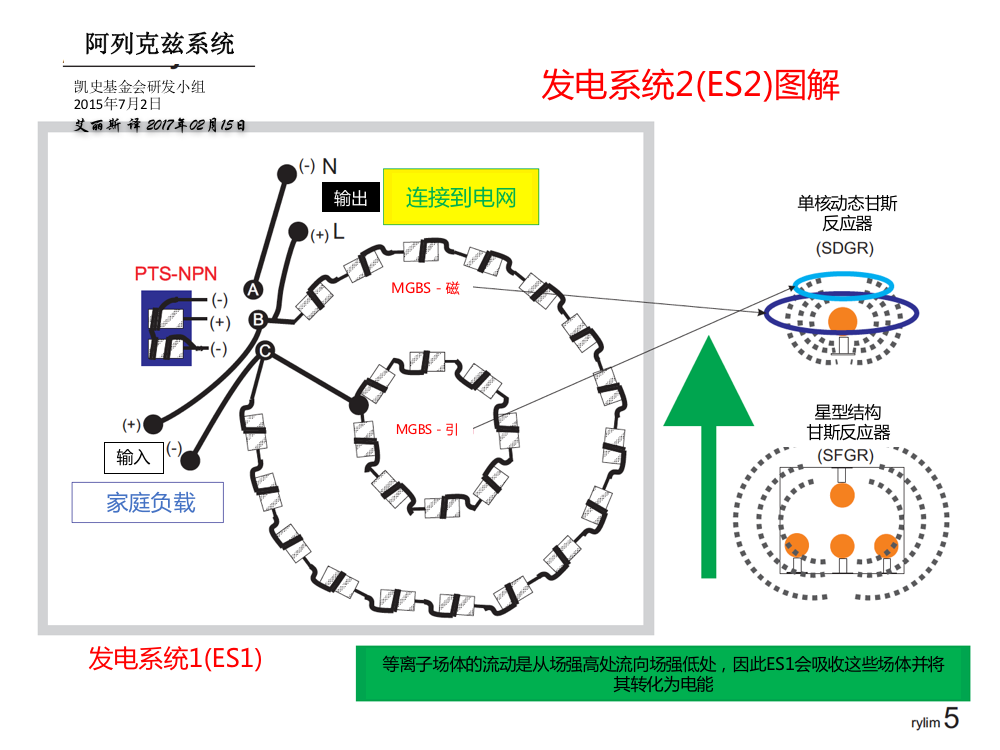 阿列克兹系统
凯史基金会研发小组
2015年7月2日
艾丽斯 译 2017年02月15日
发电系统2(ES2)图解
(-) N
输出
连接到电网
(+) L
PTS-NPN
(-)
(+)
(-)
A
B
C
MGBS - 磁
MGBS - 引
(+)
(-)
输入
家庭负载
单核动态甘斯
反应器
(SDGR)
星型结构
甘斯反应器
(SFGR)
发电系统1(ES1)
等离子场体的流动是从场强高处流向场强低处，因此ES1会吸收这些场体并将
其转化为电能
rylim 5